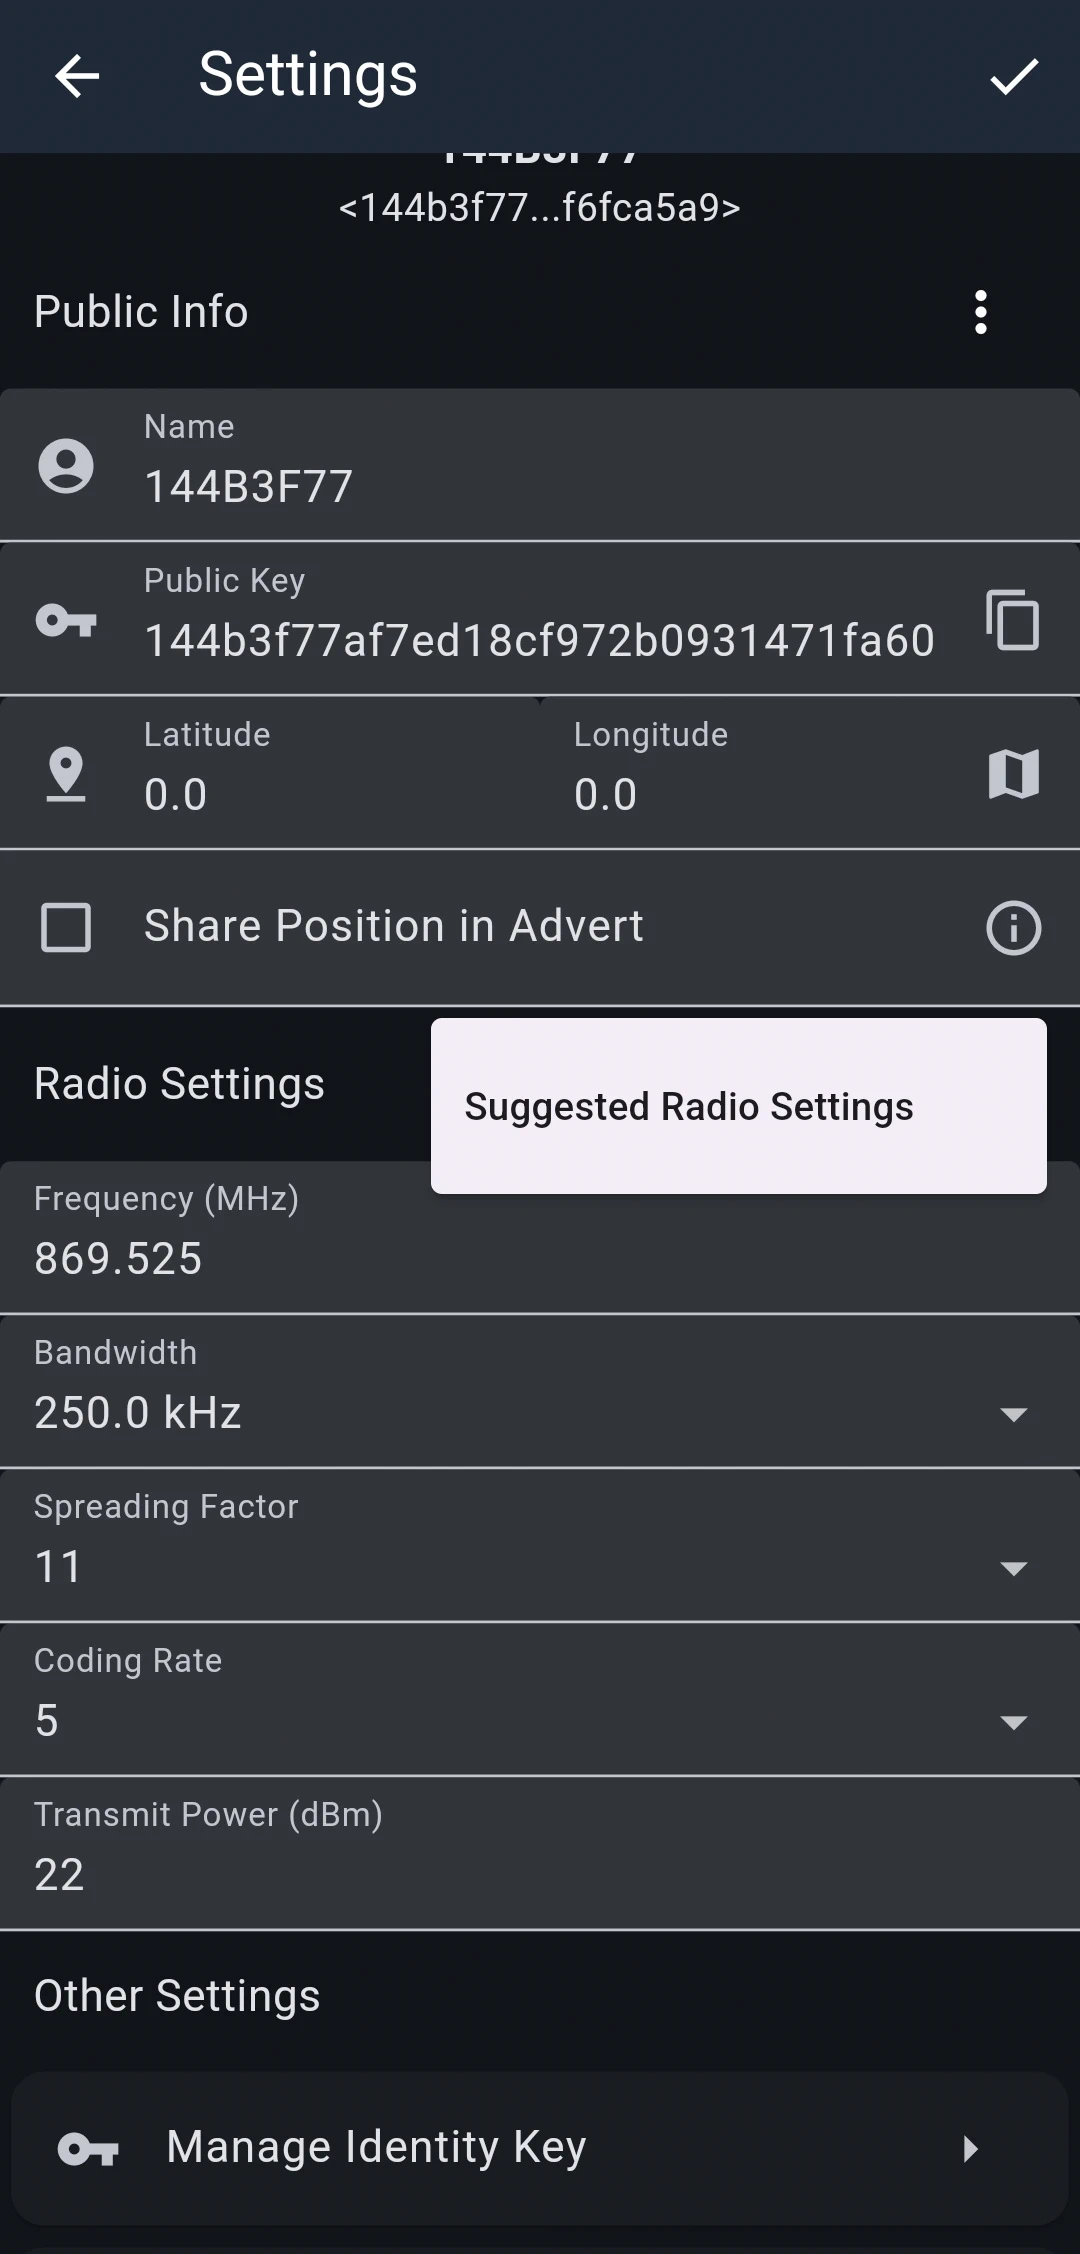 Settings
144B3F77
<144b3f77...f6fca5a9>
Public Info
Name
144B3F77
Public Key
144b3f77af7ed18cf972b0931471fa60
Latitude
0.0
Longitude
0.0
Share Position in Advert
Radio Settings
Suggested Radio Settings
Frequency (MHz)
869.525
Bandwidth
250.0 kHz
Spreading Factor
11
Coding Rate
5
Transmit Power (dBm)
22
Other Settings
Manage Identity Key